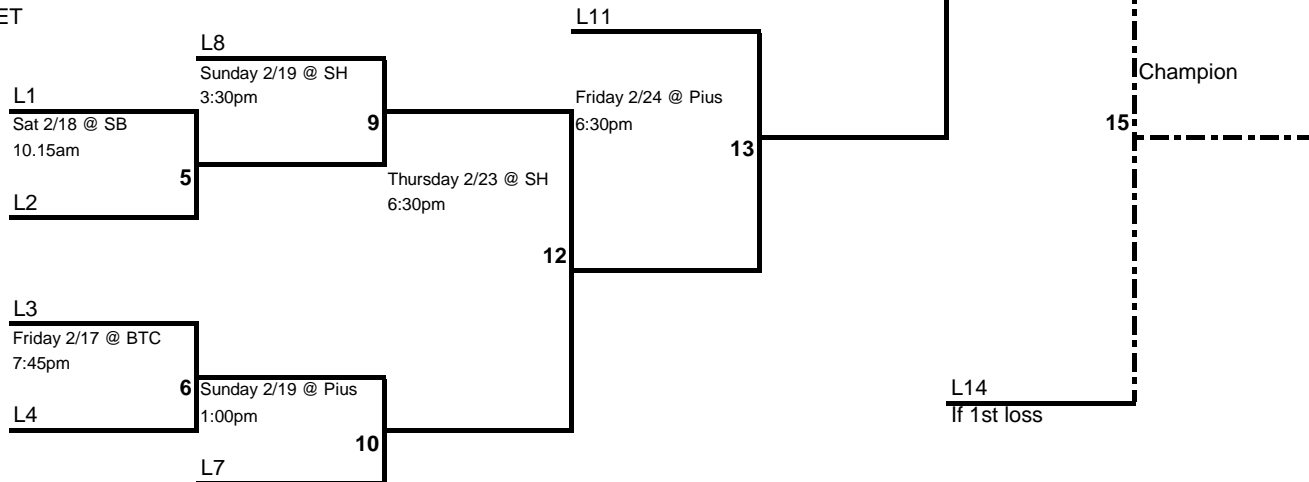 ET
L11
L8
Sunday 2/19 @ SH
3:30pm
Champion
L1
Friday 2/24 @ Pius
Sat 2/18 @ SB
9
6:30pm
15
10.15am
13
5
Thursday 2/23 @ SH
6:30pm
L2
12
L3
Friday 2/17 @ BTC
7:45pm
6
Sunday 2/19 @ Pius
L14
L4
1:00pm
If 1st loss
10
L7